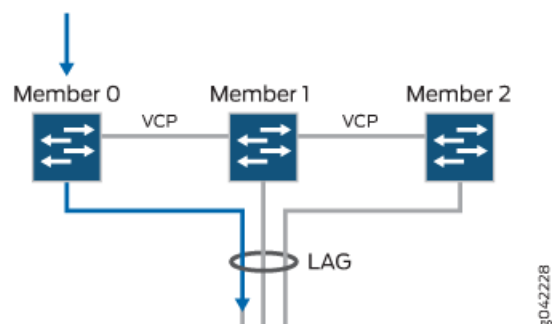 Member 0
Member 1
Member 2
VCP
VCP
LAG
g042228